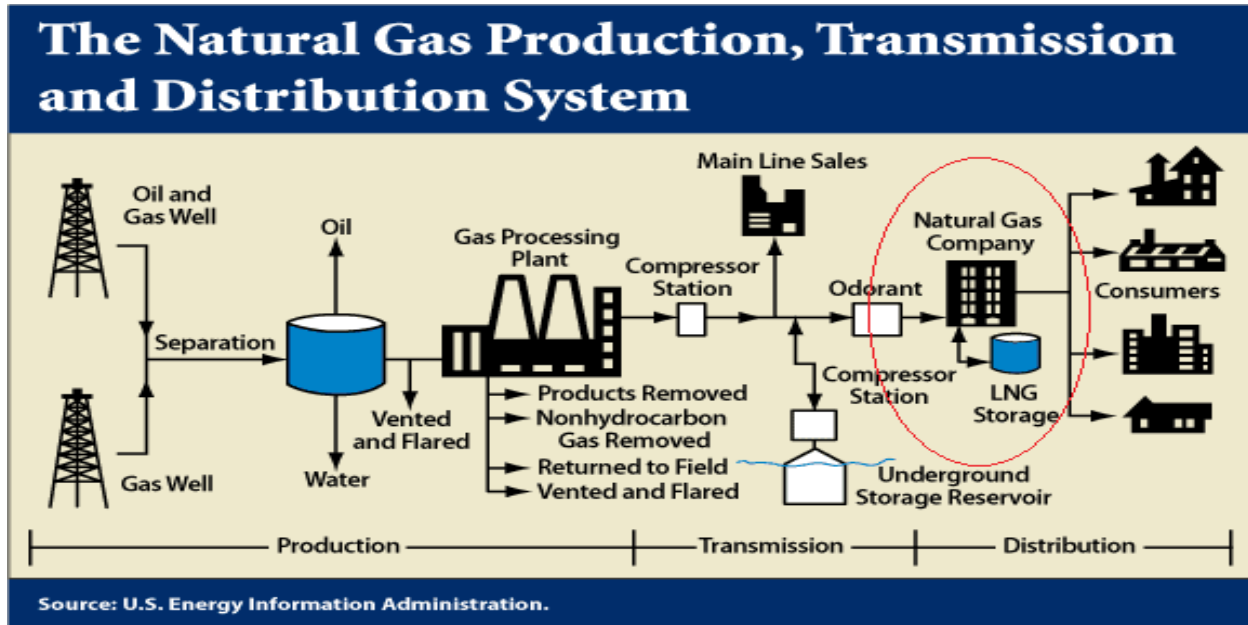 The Natural Gas Production, Transmission
and Distribution System
Oil and
Gas Well
Gas Well
Separation
Oil
Water
Vented
and Flared
Gas Processing
Plant
Products Removed
Nonhydrocarbon
Gas Removed
Returned to Field
Vented and Flared
Compressor
Station
Main Line Sales
Compressor
Station
Underground
Storage Reservoir
Odorant
Natural Gas
Company
LNG
Storage
Consumers
Production
Transmission
Distribution
Source: U.S. Energy Information Administration.